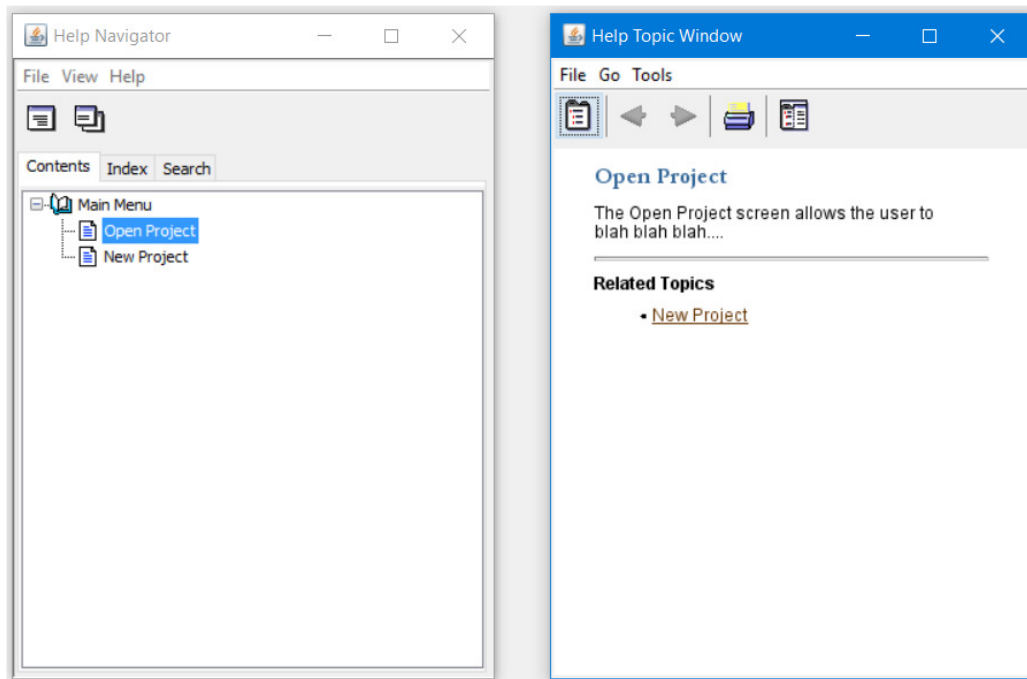 Help Navigator
File View Help
Contents Index Search
Main Menu
Open Project
New Project
Help Topic Window
File Go Tools
Open Project
The Open Project screen allows the user to
blah blah blah....
Related Topics
• New Project